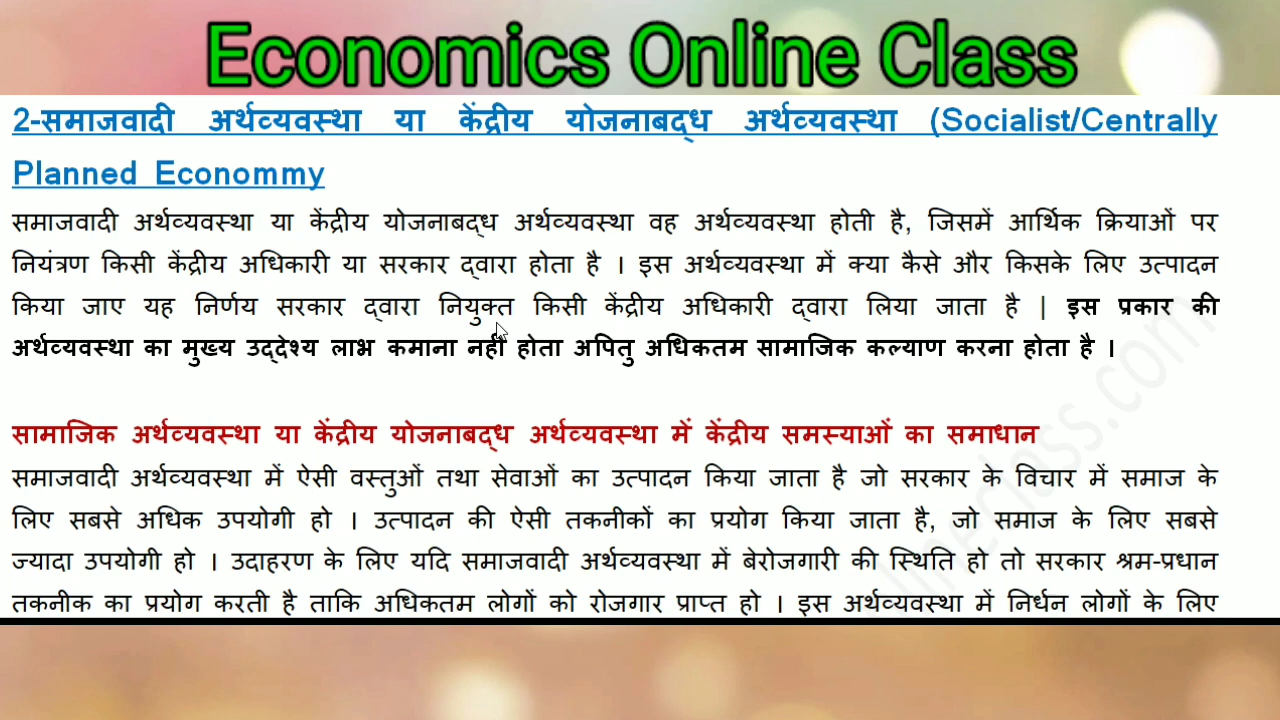 Economics Online Class
2-समाजवादी अर्थव्यवस्था या केंद्रीय योजनाबद्ध अर्थव्यवस्था (Socialist/Centrally
Planned Econommy
समाजवादी अर्थव्यवस्था या केंद्रीय योजनाबद्ध अर्थव्यवस्था वह अर्थव्यवस्था होती है, जिसमें आर्थिक क्रियाओं पर
नियंत्रण किसी केंद्रीय अधिकारी या सरकार द्वारा होता है । इस अर्थव्यवस्था में क्या कैसे और किसके लिए उत्पादन
किया जाए यह निर्णय सरकार द्वारा नियुक्त किसी केंद्रीय अधिकारी द्वारा लिया जाता है | इस प्रकार की
अर्थव्यवस्था का मुख्य उद्देश्य लाभ कमाना नहीं होता अपितु अधिकतम सामाजिक कल्याण करना होता है ।
सामाजिक अर्थव्यवस्था या केंद्रीय योजनाबद्ध अर्थव्यवस्था में केंद्रीय समस्याओं का समाधान
समाजवादी अर्थव्यवस्था में ऐसी वस्तुओं तथा सेवाओं का उत्पादन किया जाता है जो सरकार के विचार में समाज के
लिए सबसे अधिक उपयोगी हो । उत्पादन की ऐसी तकनीकों का प्रयोग किया जाता है, जो समाज के लिए सबसे
ज्यादा उपयोगी हो । उदाहरण के लिए यदि समाजवादी अर्थव्यवस्था में बेरोजगारी की स्थिति हो तो सरकार श्रम-प्रधान
तकनीक का प्रयोग करती है ताकि अधिकतम लोगों को रोजगार प्राप्त हो । इस अर्थव्यवस्था में निर्धन लोगों के लिए